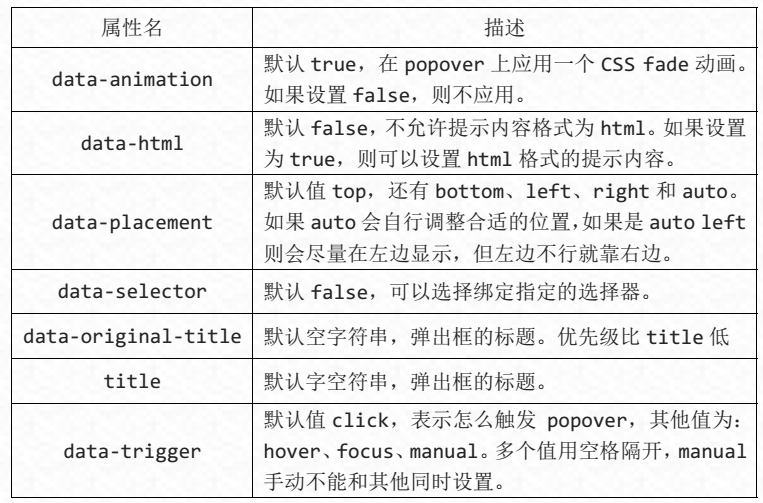 属性名 描述
data-animation 默认 true，在 popover 上应用一个 CSS fade 动画。
如果设置 false，则不应用。
data-html 默认 false，不允许提示内容格式为 html。如果设置
为 true，则可以设置 html 格式的提示内容。
data-placement 默认值 top，还有 bottom、left、right 和 auto。
如果 auto 会自行调整合适的位置，如果是 auto left
则会尽量在左边显示，但左边不行就靠右边。
data-selector 默认 false，可以选择绑定指定的选择器。
data-original-title 默认空字符串，弹出框的标题。优先级比 title 低
title 默认字空符串，弹出框的标题。
data-trigger 默认值 click，表示怎么触发 popover，其他值为：
hover、focus、manual。多个值用空格隔开，manual
手动不能和其他同时设置。